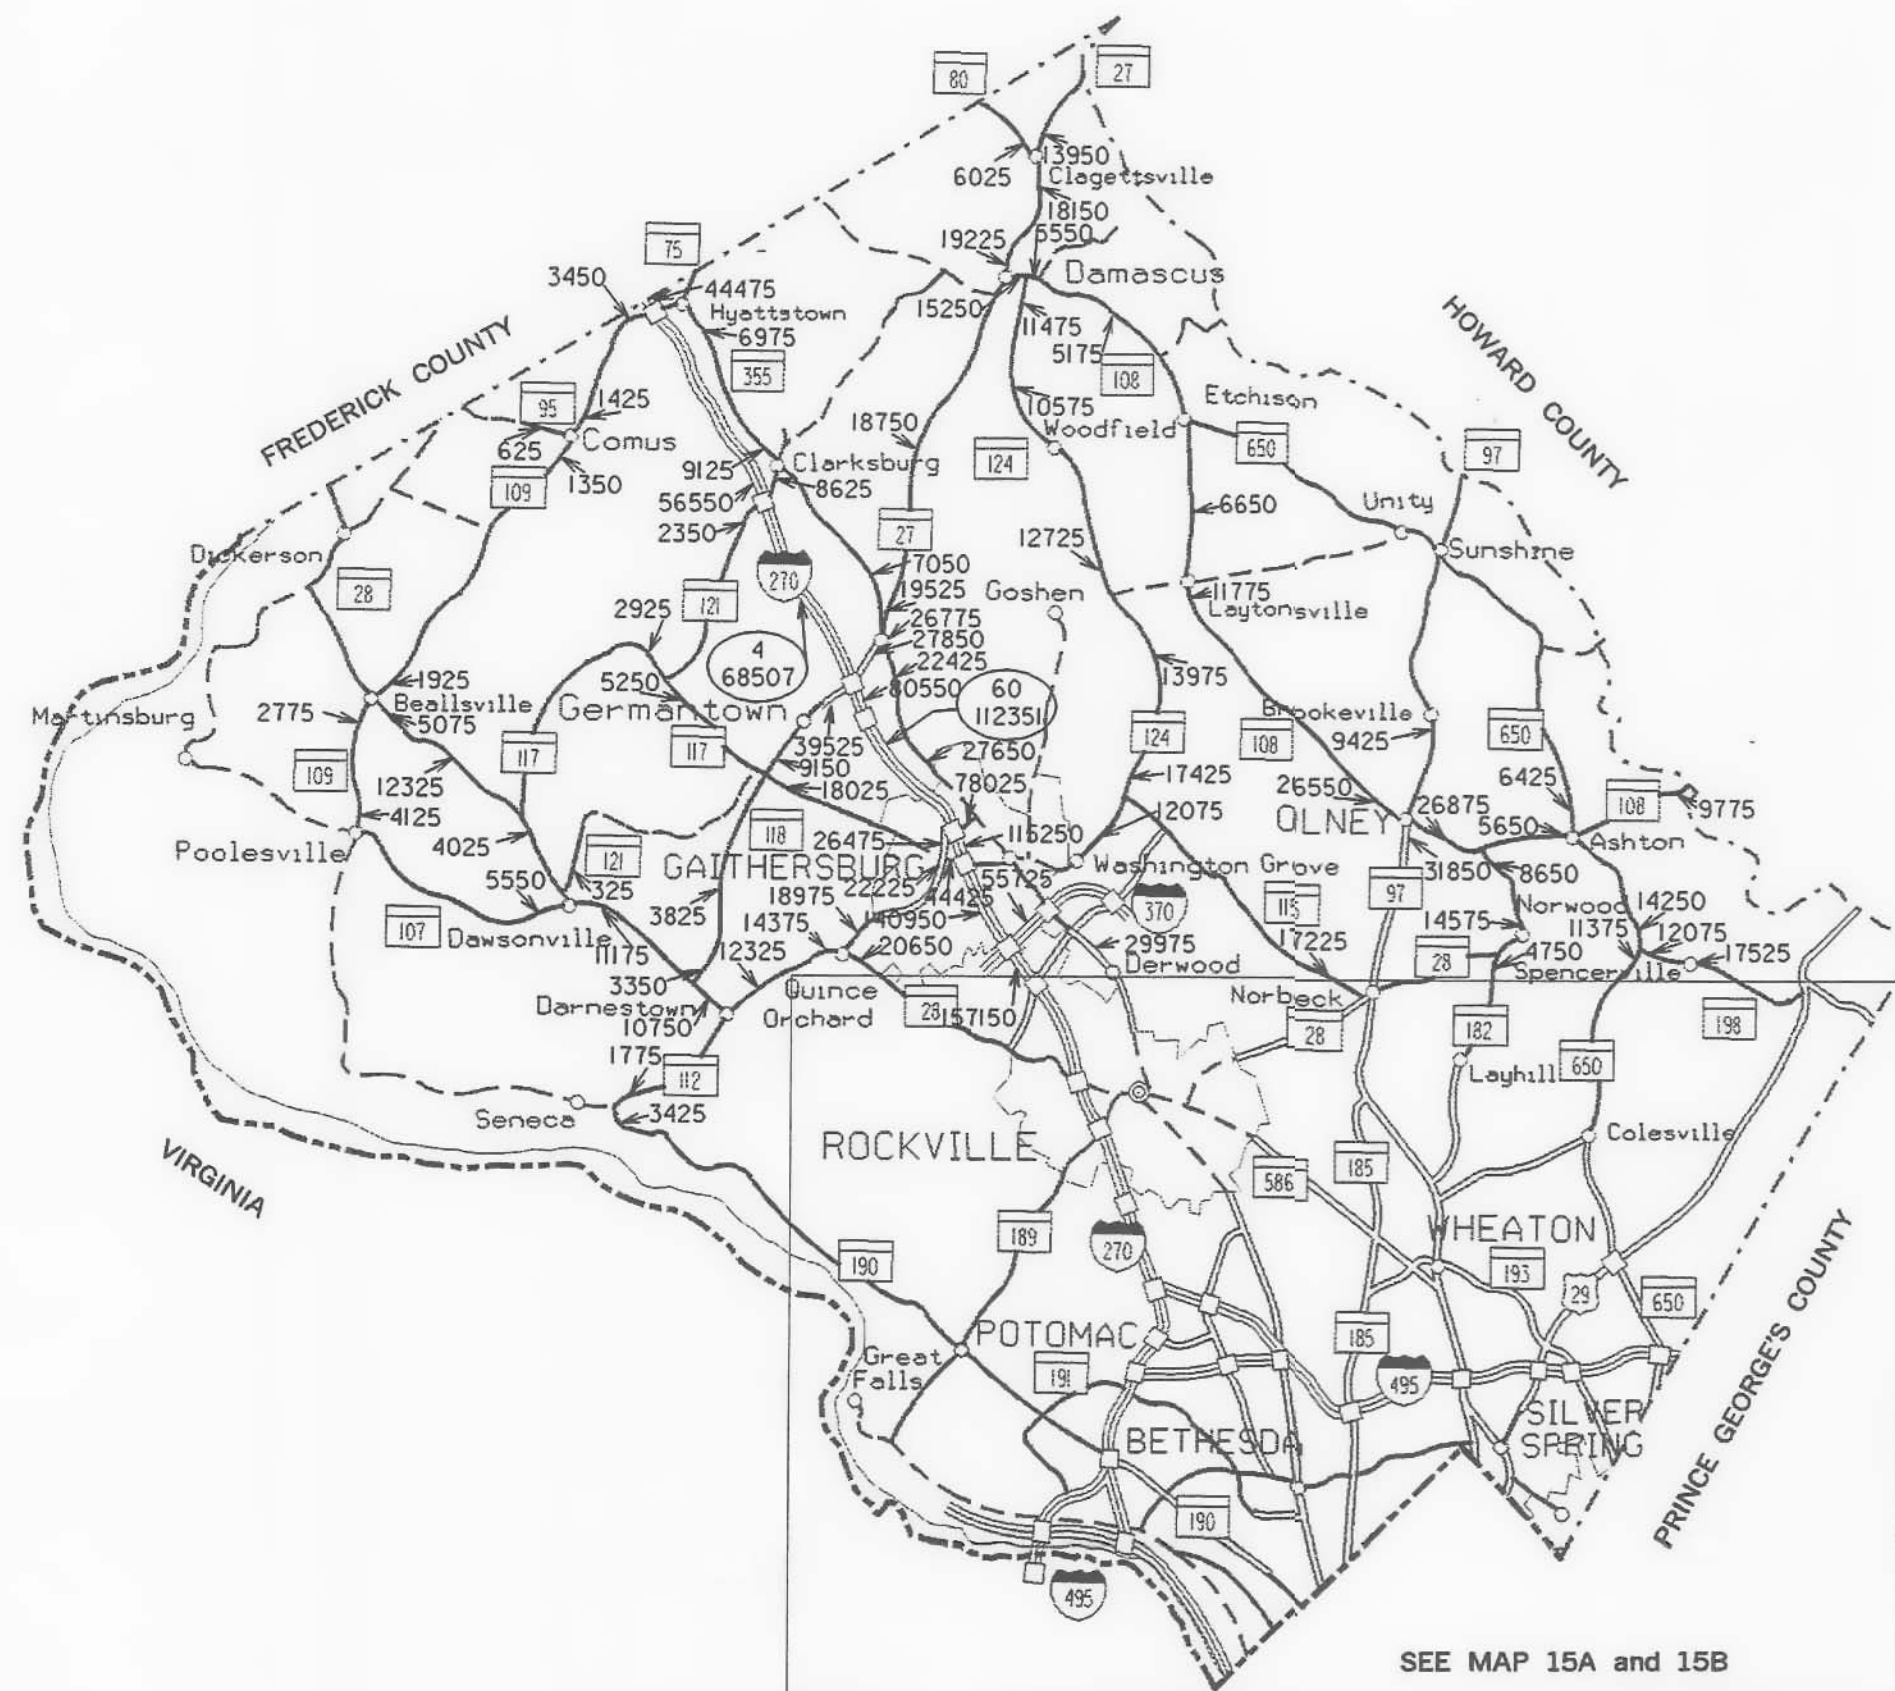 80
27
13950
6025
Clagettsville
18150
5550
19225
75
3450
44475
Hyattstown
Damascus
15250
6975
11475
5175
HOWARD COUNTY
FREDERICK COUNTY
355
108
95
1425
10575
Etchison
625
Comus
18750
Woodfield
650
97
9125
Clarksburg
124
109
1350
8625
56550
Unity
6650
2350
27
12725
Dickerson
Sunshine
270
7050
28
19525
Goshen
11775
Laytonsville
2925
121
26775
27850
4
68507
22425
13975
1925
5250
80550
60
112351
Martinsburg
2775
Beallsville
5075
Germantown
Brookeville
650
117
117
39525
27650
124
108
9425
109
12325
9150
18025
78025
17425
6425
26550
108
9775
4125
118
12075
OLNEY
26875
5650
Ashton
Poolesville
4025
26475
115250
121
GAITHERSBURG
Washington Grove
31850
8650
5550
325
18975
22225
55725
97
44425
3825
14375
140950
370
115
14575
Norwood
14250
107
Dawsonville
11175
12325
20650
29975
17225
11375
12075
4750
17525
28
Spencerville
3350
Derwood
Darnestown
10750
Quince
Orchard
28
157150
Norbeck
28
182
198
1775
112
650
Layhill
Seneca
3425
Colesville
ROCKVILLE
VIRGINIA
586
185
189
270
WHEATON
190
193
29
650
PRINCE GEORGE'S COUNTY
POTOMAC
185
Great
Falls
191
495
SILVER
SPRING
BETHESDA
190
495
SEE MAP 15A and 15B